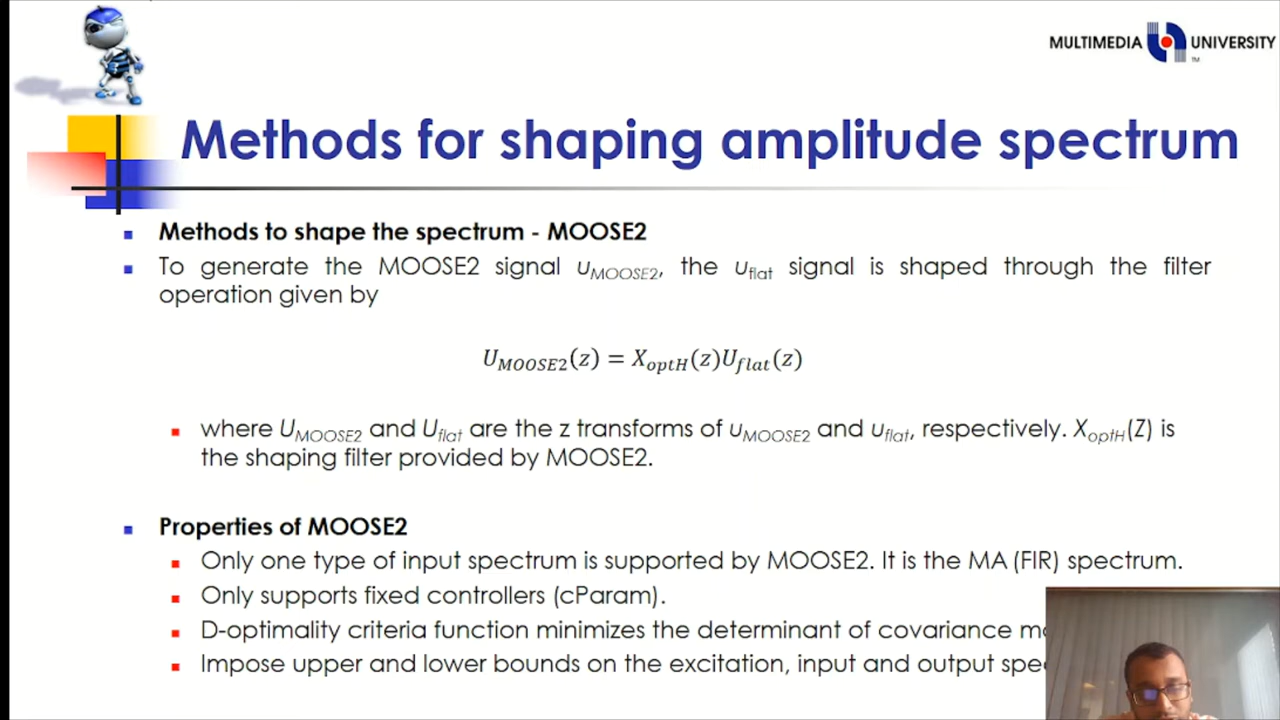 MULTIMEDIA UNIVERSITY
TM
Methods for shaping amplitude spectrum
Methods to shape the spectrum - MOOSE2
To generate the MOOSE2 signal u_MOOSE2, the u_flat signal is shaped through the filter
operation given by
U_MOOSE2(z) = X_optH(z)U_flat(z)
where U_MOOSE2 and U_flat are the z transforms of u_MOOSE2 and u_flat, respectively. X_optH(Z) is
the shaping filter provided by MOOSE2.
Properties of MOOSE2
Only one type of input spectrum is supported by MOOSE2. It is the MA (FIR) spectrum.
Only supports fixed controllers (cParam).
D-optimality criteria function minimizes the determinant of covariance
Impose upper and lower bounds on the excitation, input and output